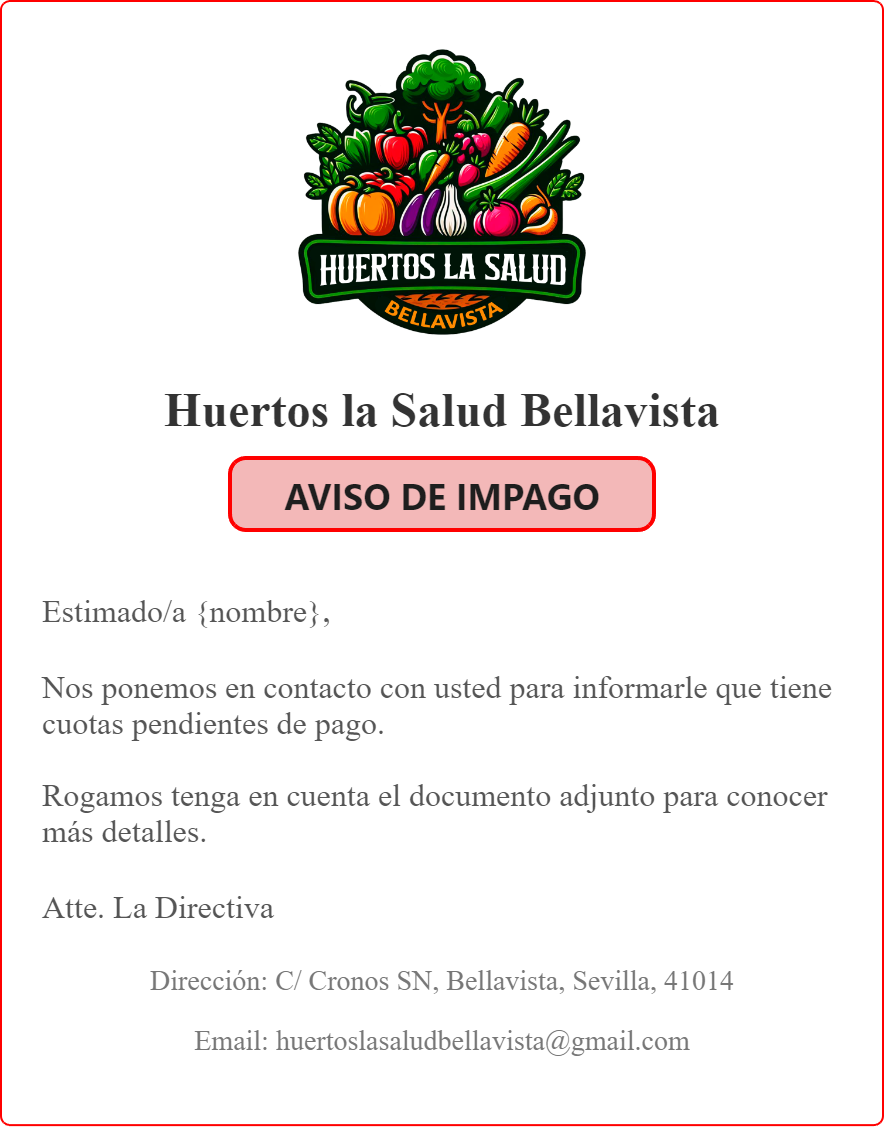 HUERTOS LA SALUD
BELLAVISTA
Huertos la Salud Bellavista
AVISO DE IMPAGO
Estimado/a {nombre},
Nos ponemos en contacto con usted para informarle que tiene
cuotas pendientes de pago.
Rogamos tenga en cuenta el documento adjunto para conocer
más detalles.
Atte. La Directiva
Dirección: C/ Cronos SN, Bellavista, Sevilla, 41014
Email: huertoslasaludbellavista@gmail.com